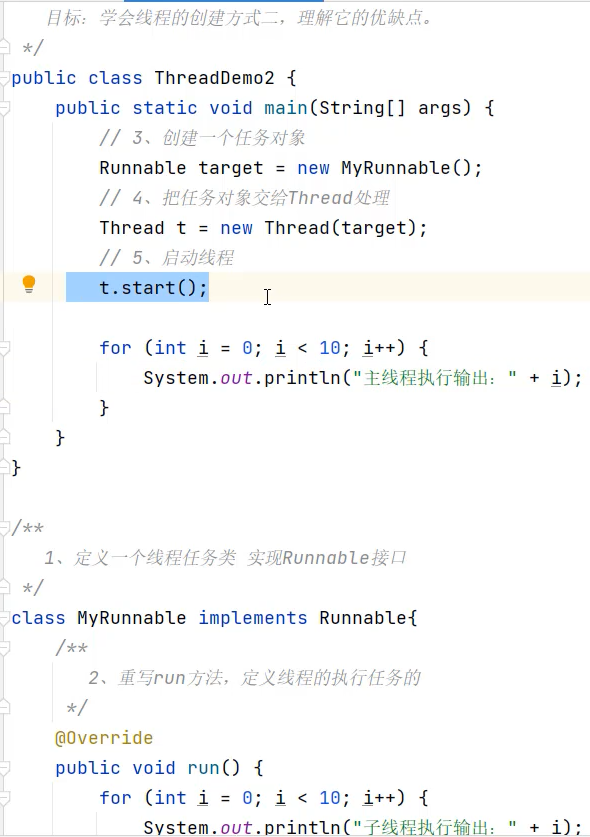 目标：学会线程的创建方式二，理解它的优缺点。
*/
public class ThreadDemo2 {
public static void main(String[] args) {
// 3、创建一个任务对象
Runnable target = new MyRunnable();
// 4、把任务对象交给Thread处理
Thread t = new Thread(target);
// 5、启动线程
t.start();
for (int i = 0; i < 10; i++) {
System.out.println("主线程执行输出：" + i);
}
}
}
/**
1、定义一个线程任务类 实现Runnable接口
*/
class MyRunnable implements Runnable{
/**
2、重写run方法，定义线程的执行任务的
*/
@Override
public void run() {
for (int i = 0; i < 10; i++) {
System.out.println("子线程执行输出：" + i);